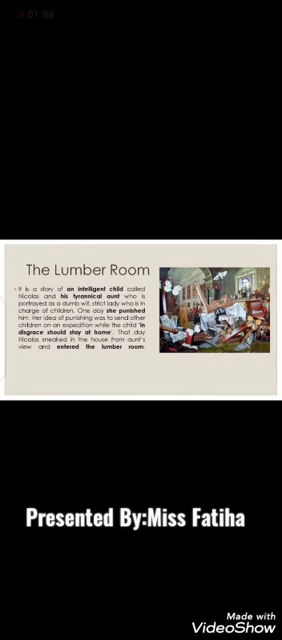 01:08
The Lumber Room
It is a story of an intelligent child called
Nicolas and his tyrannical aunt who is
portrayed as a dumb wit, strict lady who is in
charge of children. One day she punished
him. Her idea of punishing was to send other
children on an expedition while the child 'in
disgrace should stay at home'. That day
Nicolas sneaked in the house from aunt's
view and entered the lumber room.
Presented By:Miss Fatiha
Made with
VideoShow